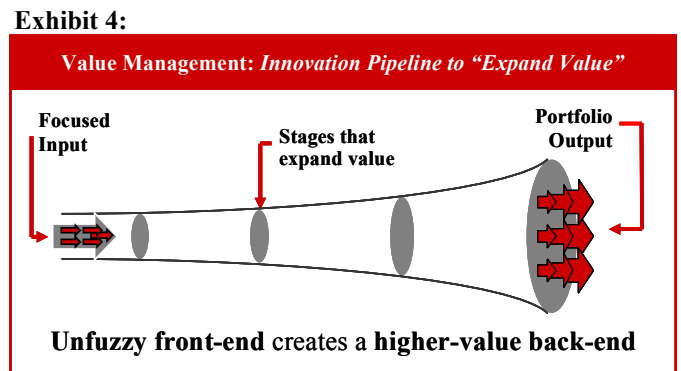 Exhibit 4:
Value Management: Innovation Pipeline to “Expand Value”
Focused
Input
Stages that
expand value
Portfolio
Output
Unfuzzy front-end creates a higher-value back-end